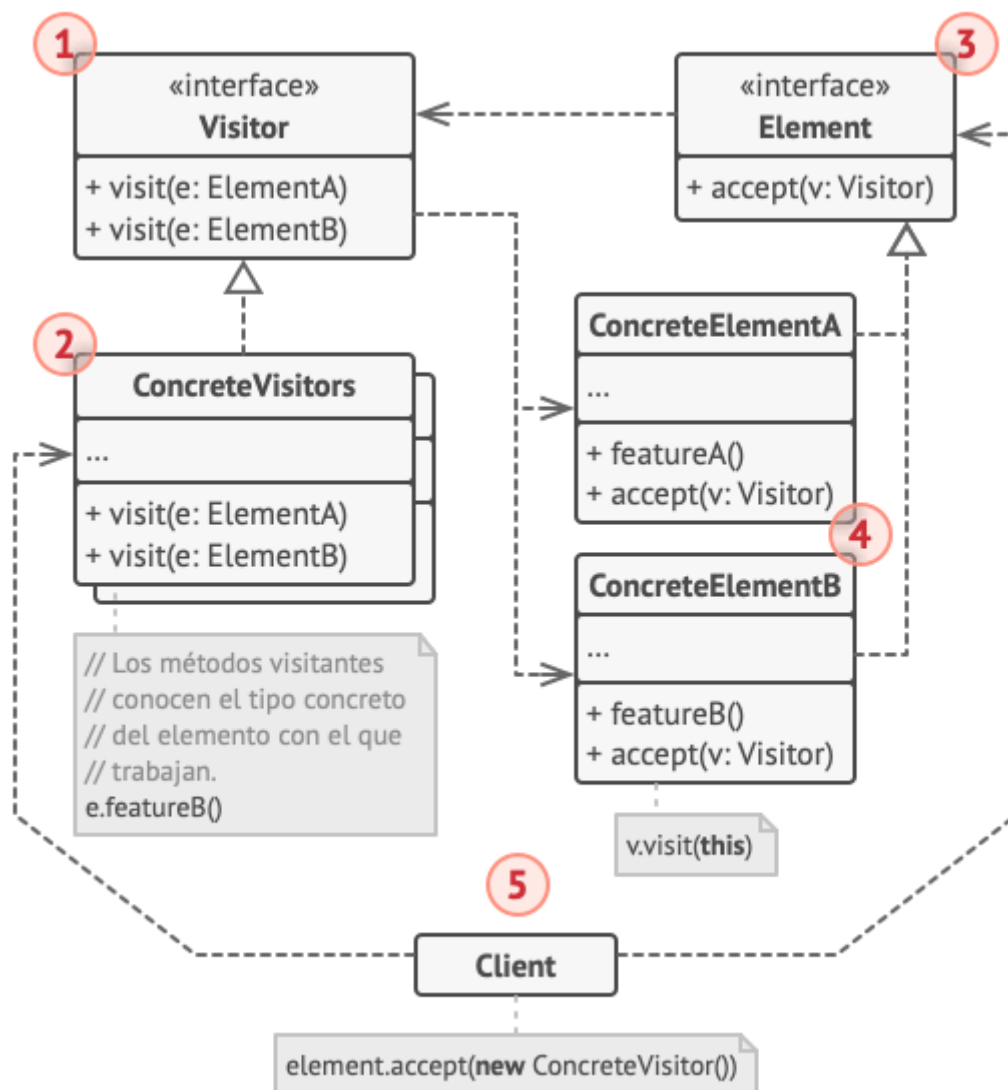 1
«interface»
Visitor
+ visit(e: ElementA)
+ visit(e: ElementB)
3
«interface»
Element
+ accept(v: Visitor)
2
ConcreteVisitors
...
+ visit(e: ElementA)
+ visit(e: ElementB)
// Los métodos visitantes
// conocen el tipo concreto
// del elemento con el que
// trabajan.
e.featureB()
ConcreteElementA
...
+ featureA()
+ accept(v: Visitor)
4
ConcreteElementB
...
+ featureB()
+ accept(v: Visitor)
v.visit(this)
5
Client
element.accept(new ConcreteVisitor())